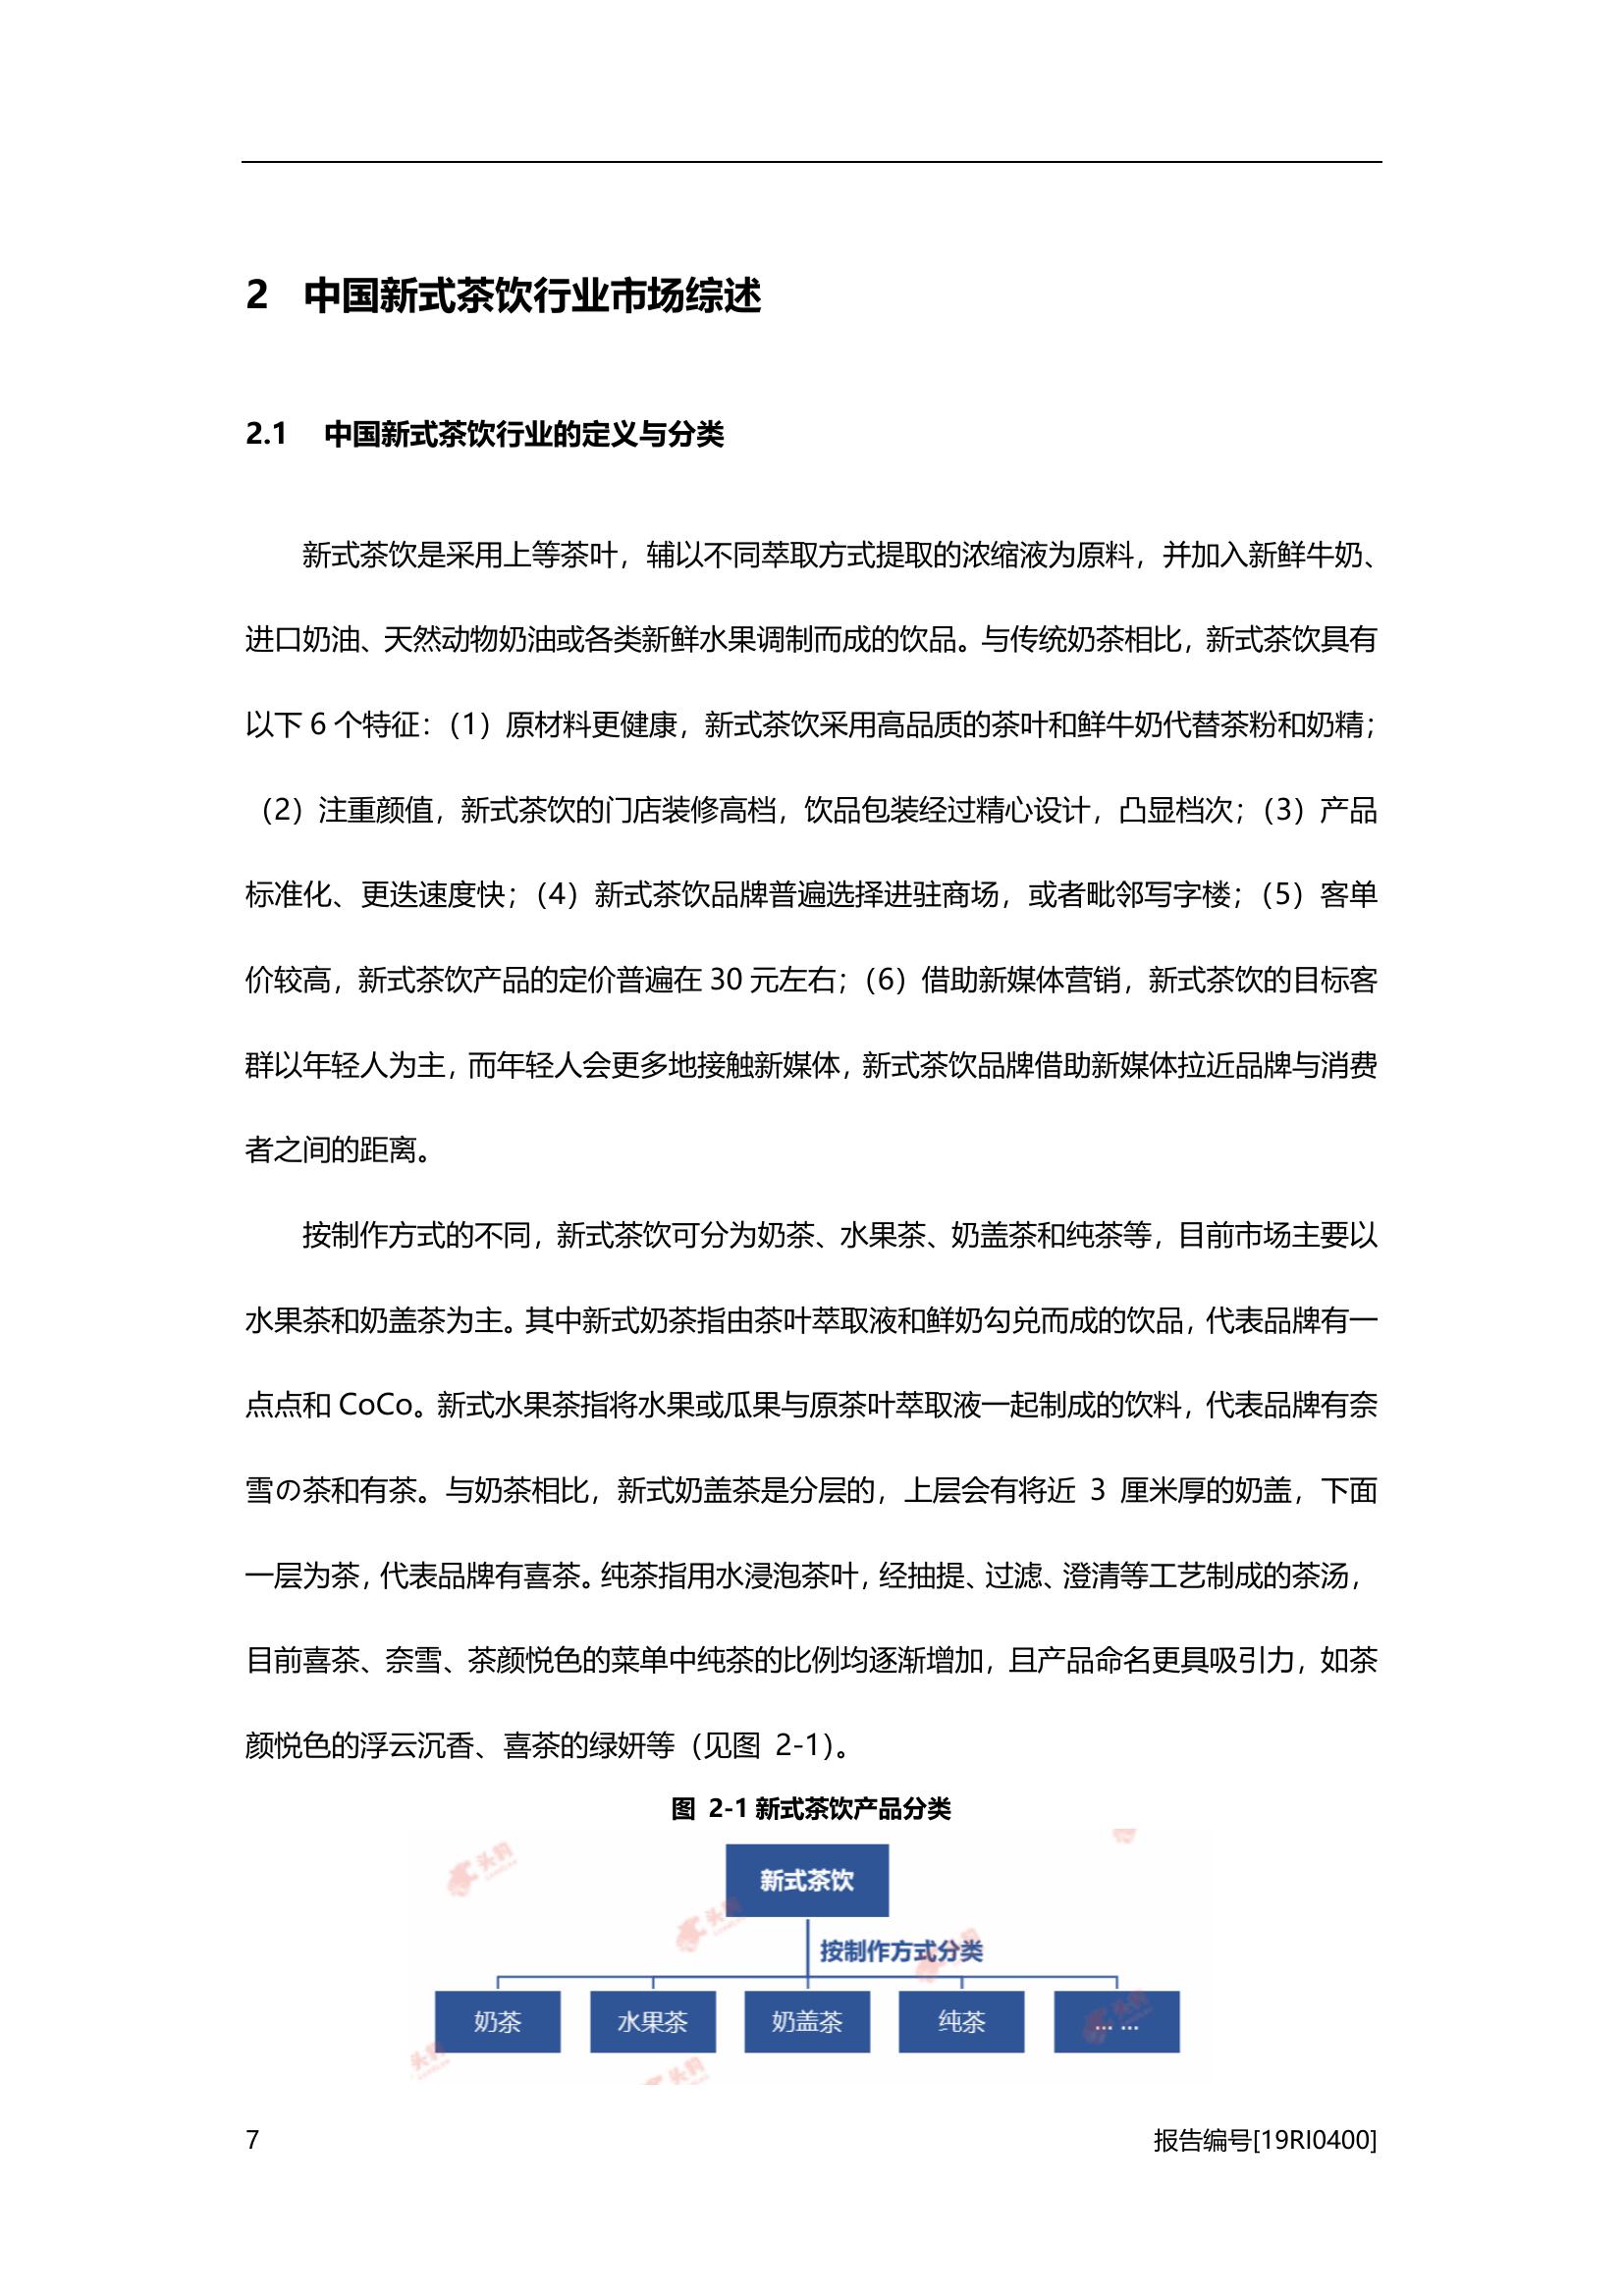 2 中国新式茶饮行业市场综述
2.1 中国新式茶饮行业的定义与分类
新式茶饮是采用上等茶叶，辅以不同萃取方式提取的浓缩液为原料，并加入新鲜牛奶、
进口奶油、天然动物奶油或各类新鲜水果调制而成的饮品。与传统奶茶相比，新式茶饮具有
以下 6 个特征：（1）原材料更健康，新式茶饮采用高品质的茶叶和鲜牛奶代替茶粉和奶精；
（2）注重颜值，新式茶饮的门店装修高档，饮品包装经过精心设计，凸显档次；（3）产品
标准化、更迭速度快；（4）新式茶饮品牌普遍选择进驻商场，或者毗邻写字楼；（5）客单
价较高，新式茶饮产品的定价普遍在 30 元左右；（6）借助新媒体营销，新式茶饮的目标客
群以年轻人为主，而年轻人会更多地接触新媒体，新式茶饮品牌借助新媒体拉近品牌与消费
者之间的距离。
按制作方式的不同，新式茶饮可分为奶茶、水果茶、奶盖茶和纯茶等，目前市场主要以
水果茶和奶盖茶为主。其中新式奶茶指由茶叶萃取液和鲜奶勾兑而成的饮品，代表品牌有一
点点和 CoCo。新式水果茶指将水果或瓜果与原茶叶萃取液一起制成的饮料，代表品牌有奈
雪の茶和有茶。与奶茶相比，新式奶盖茶是分层的，上层会有将近 3 厘米厚的奶盖，下面
一层为茶，代表品牌有喜茶。纯茶指用水浸泡茶叶，经抽提、过滤、澄清等工艺制成的茶汤，
目前喜茶、奈雪、茶颜悦色的菜单中纯茶的比例均逐渐增加，且产品命名更具吸引力，如茶
颜悦色的浮云沉香、喜茶的绿妍等（见图 2-1）。
图 2-1 新式茶饮产品分类
新式茶饮
按制作方式分类
奶茶 水果茶 奶盖茶 纯茶 ... ...
头豹
头豹
头豹
头豹
7 报告编号[19RI0400]